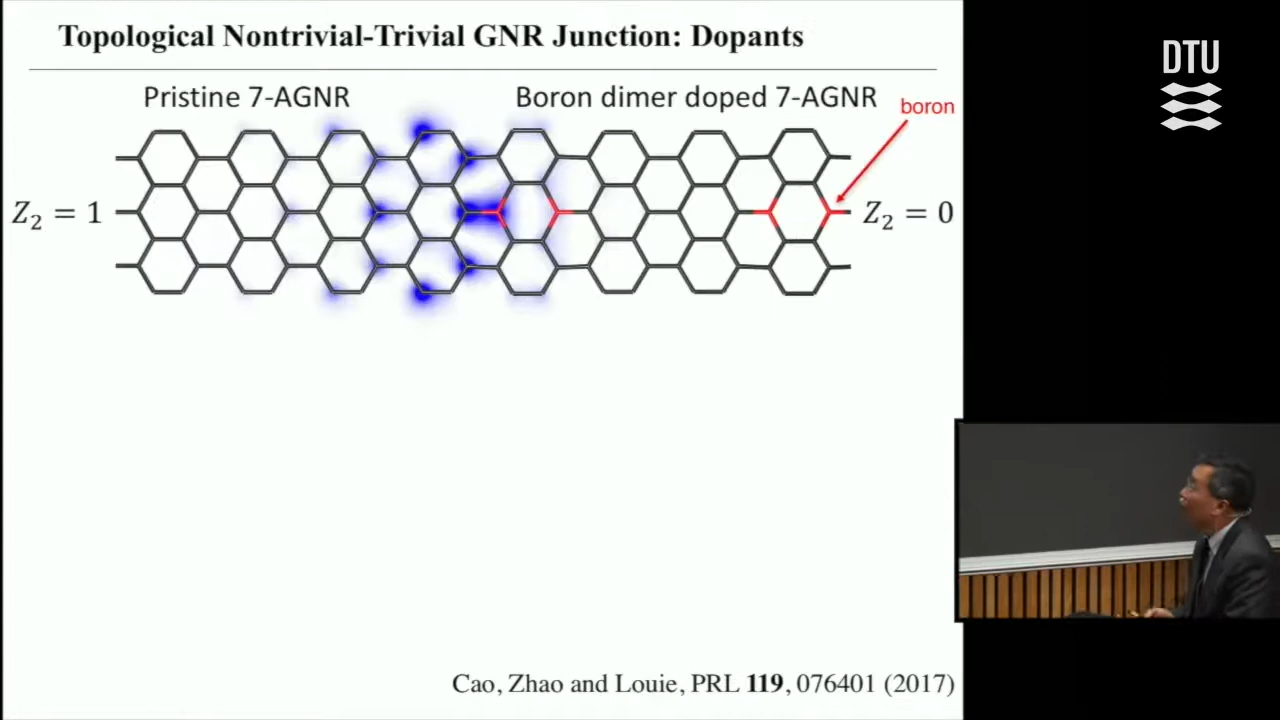 Topological Nontrivial-Trivial GNR Junction: Dopants
DTU
Pristine 7-AGNR
Boron dimer doped 7-AGNR
boron
Z₂ = 1
Z₂ = 0
Cao, Zhao and Louie, PRL 119, 076401 (2017)